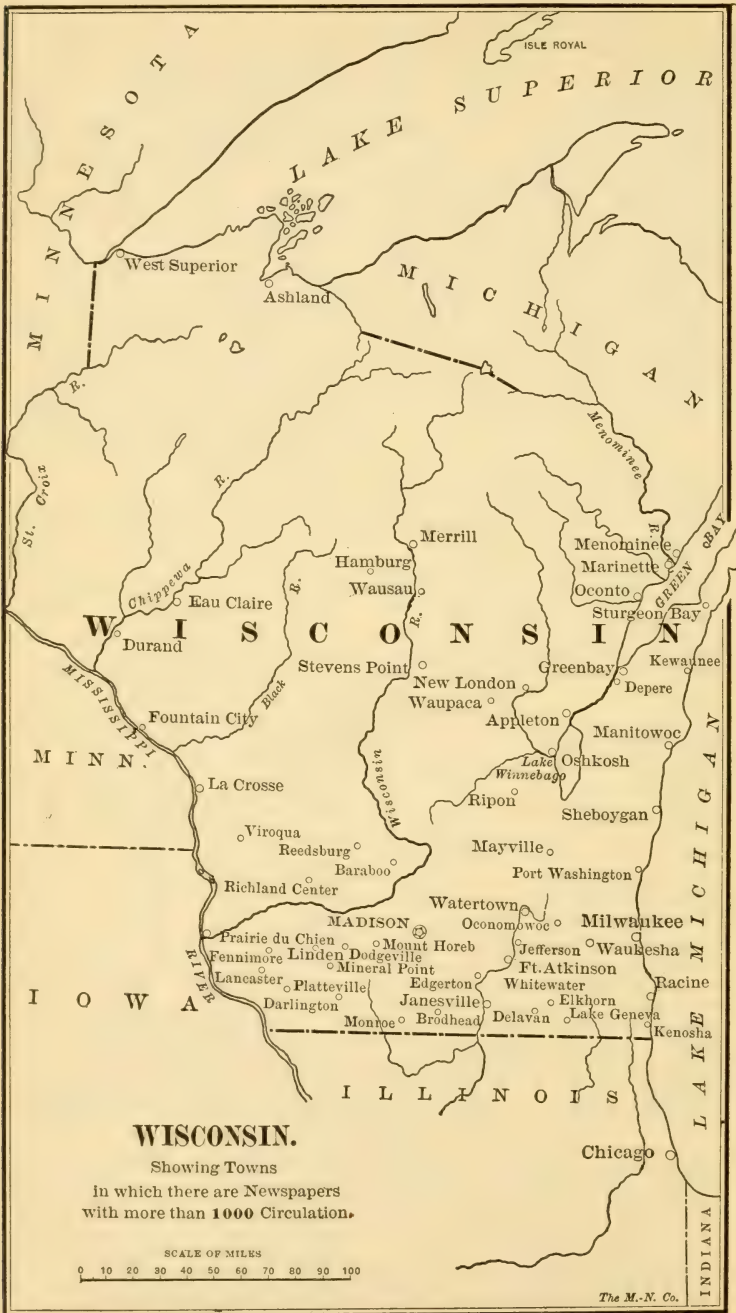 ISLE ROYAL
LAKE SUPERIOR
MINNESOTA
West Superior
Ashland
MICHIGAN
R.
St. Croix
R.
Menominee
R.
Merrill
Menominee
GREEN BAY
Hamburg
Marinette
Wausau
Oconto
Chippewa
Eau Claire
R.
R.
Sturgeon Bay
WISCONSIN
Durand
Stevens Point
Greenbay
Kewaunee
MISSISSIPPI
New London
Depere
Waupaca
Black
Fountain City
Appleton
Manitowoc
MINN.
Lake
Winnebago
Oshkosh
La Crosse
Wisconsin
Ripon
Sheboygan
LAKE MICHIGAN
Viroqua
Reedsburg
Mayville
Baraboo
Port Washington
Richland Center
Watertown
MADISON
Oconomowoc
Milwaukee
Prairie du Chien
Mount Horeb
Jefferson
Waukesha
Fennimore
Linden
Dodgeville
RIVER
Mineral Point
Ft. Atkinson
Lancaster
Edgerton
Whitewater
Racine
Platteville
IOWA
Darlington
Janesville
Elkhorn
Monroe
Brodhead
Delavan
Lake Geneva
Kenosha
ILLINOIS
WISCONSIN.
Showing Towns
in which there are Newspapers
with more than 1000 Circulation.
Chicago
SCALE OF MILES
0 10 20 30 40 50 60 70 80 90 100
INDIANA
The M.-N. Co.